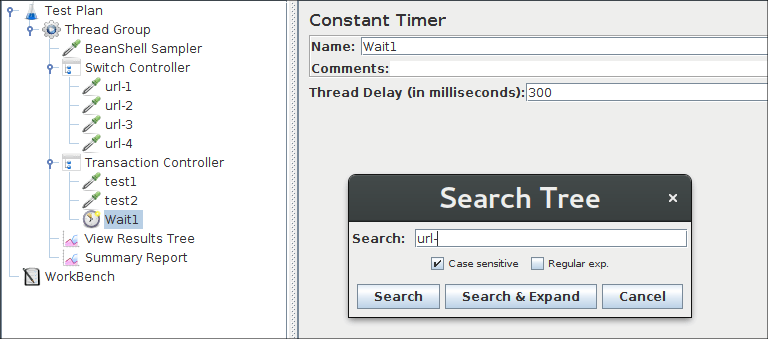 Test Plan
Thread Group
BeanShell Sampler
Switch Controller
url-1
url-2
url-3
url-4
Transaction Controller
test1
test2
Wait1
View Results Tree
Summary Report
WorkBench
Constant Timer
Name: Wait1
Comments:
Thread Delay (in milliseconds): 300
Search Tree
Search: url-
Case sensitive Regular exp.
Search Search & Expand Cancel